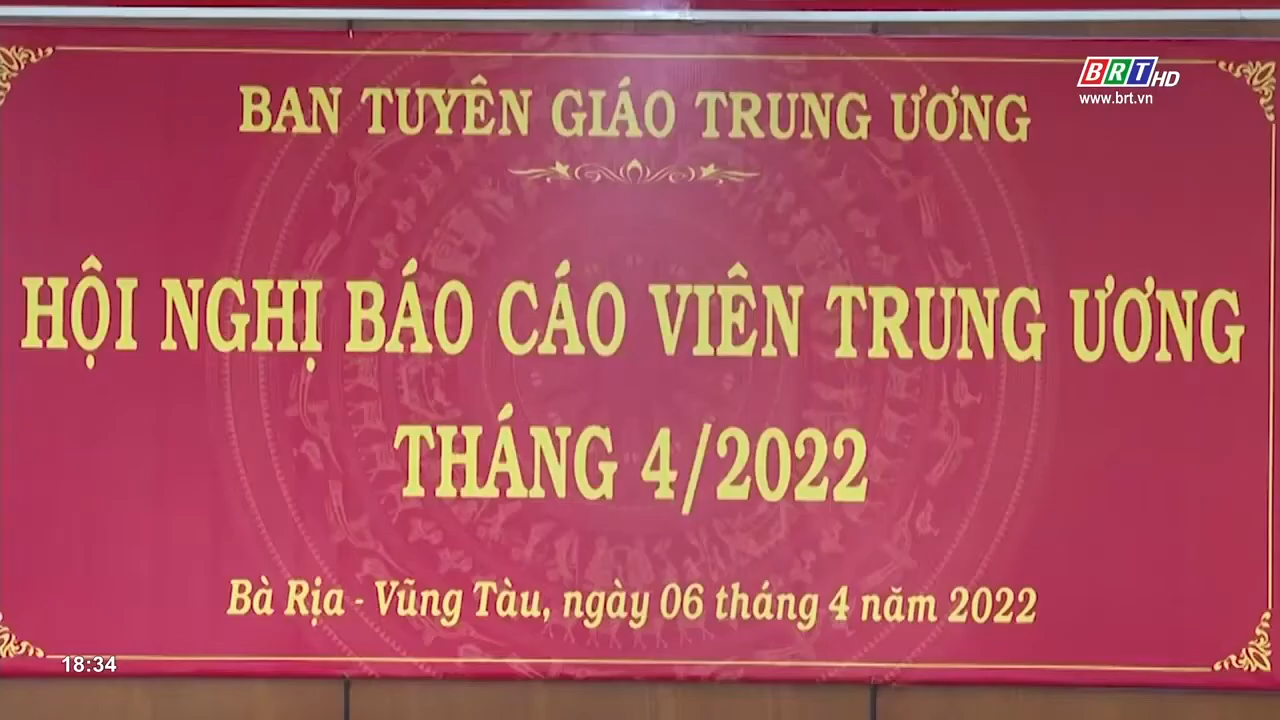 BRT HD
www.brt.vn
BAN TUYÊN GIÁO TRUNG ƯƠNG
HỘI NGHỊ BÁO CÁO VIÊN TRUNG ƯƠNG
THÁNG 4/2022
Bà Rịa - Vũng Tàu, ngày 06 tháng 4 năm 2022
18:34